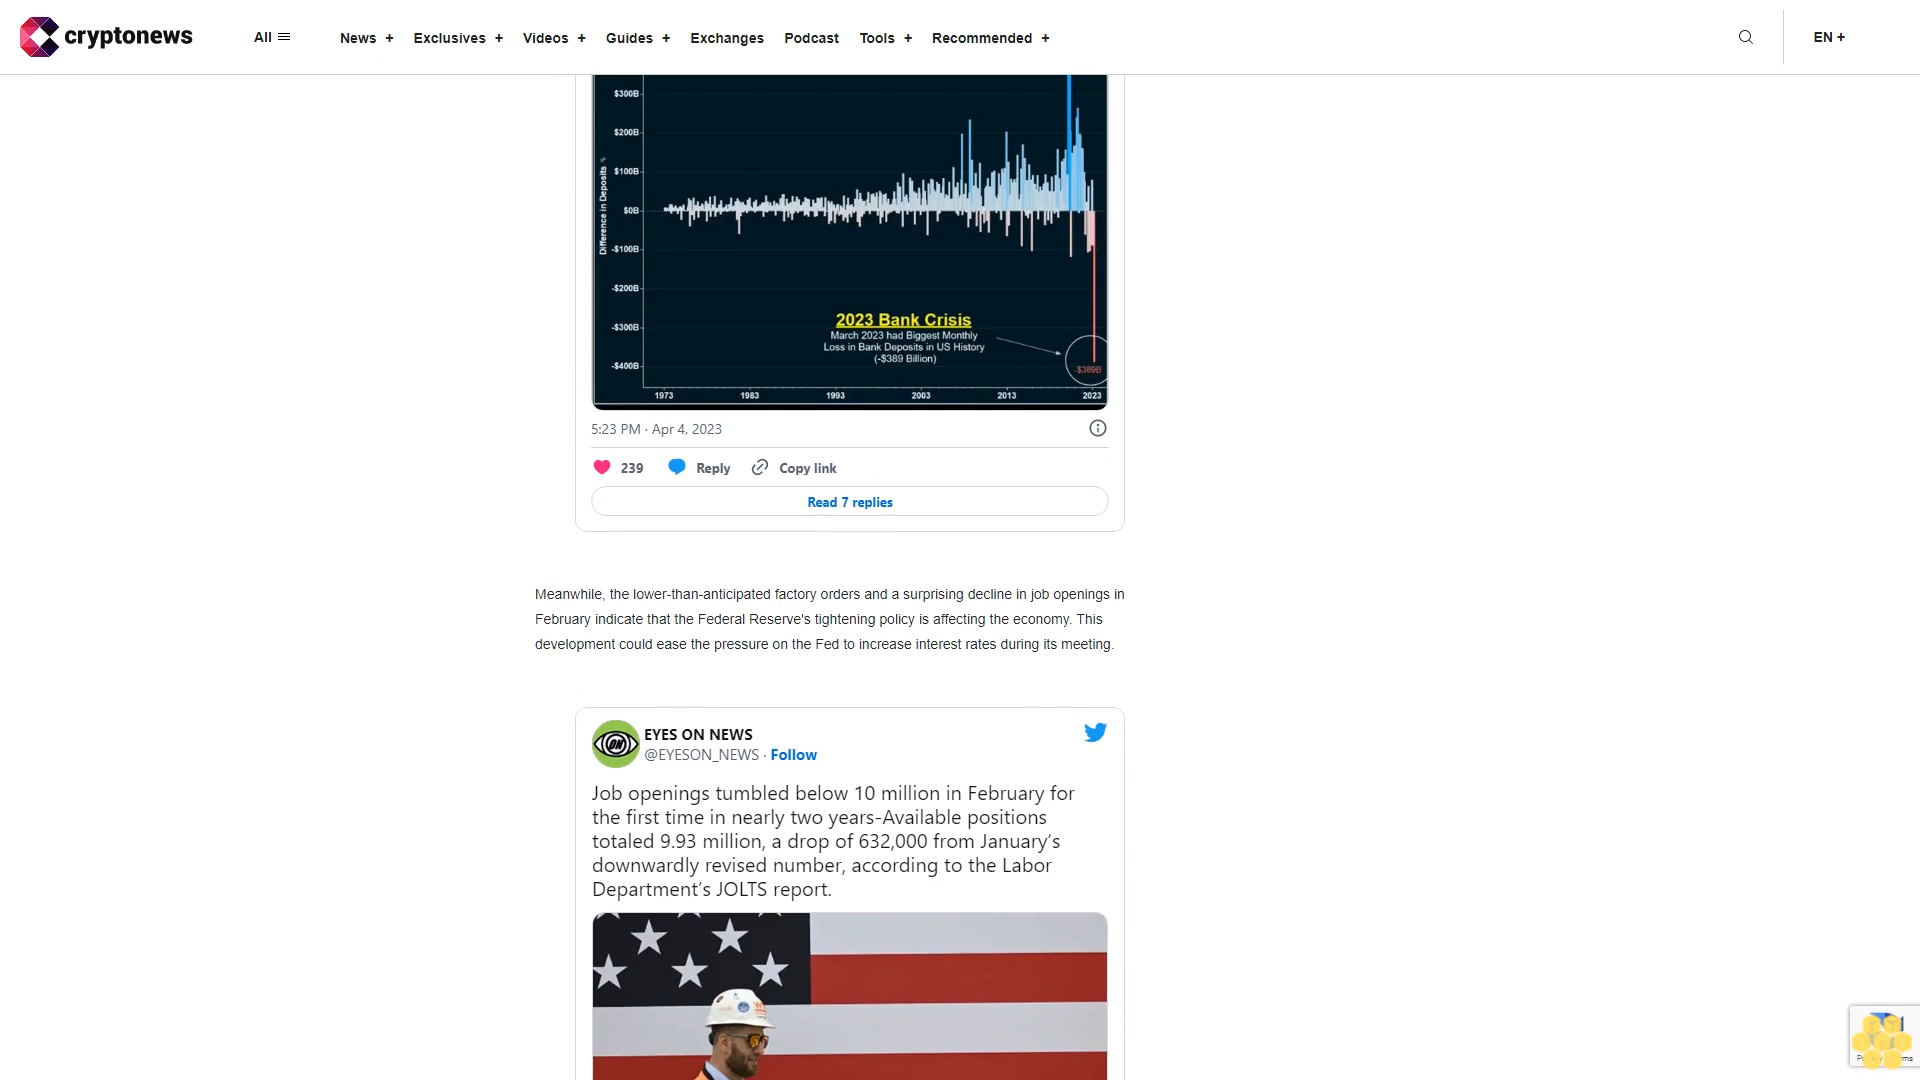 cryptonews
All
News +
Exclusives +
Videos +
Guides +
Exchanges
Podcast
Tools +
Recommended +
EN +
$300B
$200B
$100B
$0B
-$100B
-$200B
-$300B
-$400B
Difference in Deposits
2023 Bank Crisis
March 2023 had Biggest Monthly
Loss in Bank Deposits in US History
(-$389 Billion)
-$389B
1973 1983 1993 2003 2013 2023
5:23 PM · Apr 4, 2023
239 Reply Copy link
Read 7 replies
Meanwhile, the lower-than-anticipated factory orders and a surprising decline in job openings in
February indicate that the Federal Reserve's tightening policy is affecting the economy. This
development could ease the pressure on the Fed to increase interest rates during its meeting.
EYES ON NEWS
@EYESON_NEWS · Follow
Job openings tumbled below 10 million in February for
the first time in nearly two years-Available positions
totaled 9.93 million, a drop of 632,000 from January’s
downwardly revised number, according to the Labor
Department’s JOLTS report.